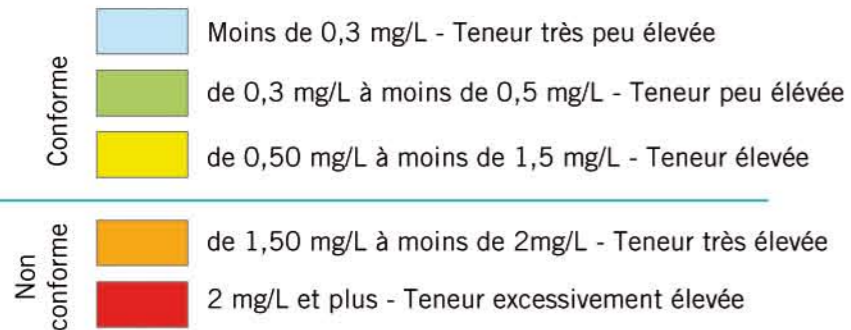 Conforme
Moins de 0,3 mg/L - Teneur très peu élevée
de 0,3 mg/L à moins de 0,5 mg/L - Teneur peu élévée
de 0,50 mg/L à moins de 1,5 mg/L - Teneur élevée
Non
conforme
de 1,50 mg/L à moins de 2mg/L - Teneur très élevée
2 mg/L et plus - Teneur excessivement élevée